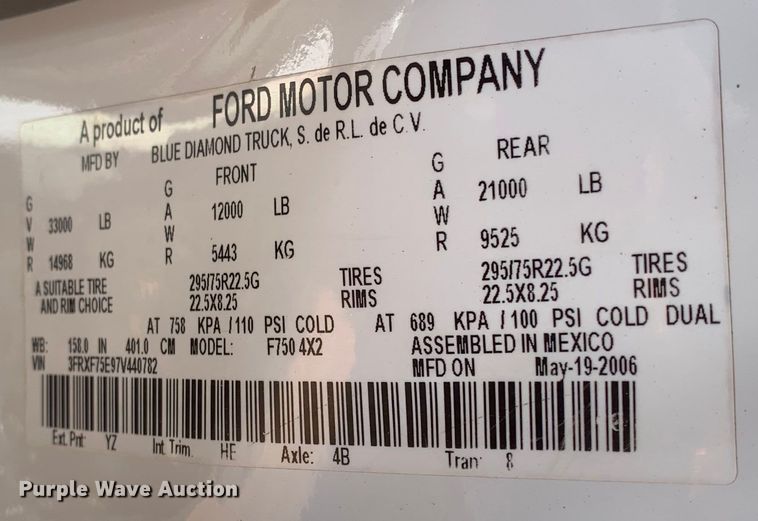 A product of FORD MOTOR COMPANY
MFD BY BLUE DIAMOND TRUCK, S. de R.L. de C.V.
GVWR 33000 LB 14968 KG
FRONT GAWR 12000 LB 5443 KG
REAR GAWR 21000 LB 9525 KG
A SUITABLE TIRE AND RIM CHOICE
295/75R22.5G TIRES 295/75R22.5G TIRES
22.5X8.25 RIMS 22.5X8.25 RIMS
AT 758 KPA / 110 PSI COLD AT 689 KPA / 100 PSI COLD DUAL
WB: 158.0 IN 401.0 CM MODEL: F750 4X2 ASSEMBLED IN MEXICO
VIN 3FRXF75E97V440782 MFD ON May-19-2006
Ext. Pnt: YZ Int. Trim. HE Axle: 4B Tran 8
Purple Wave Auction